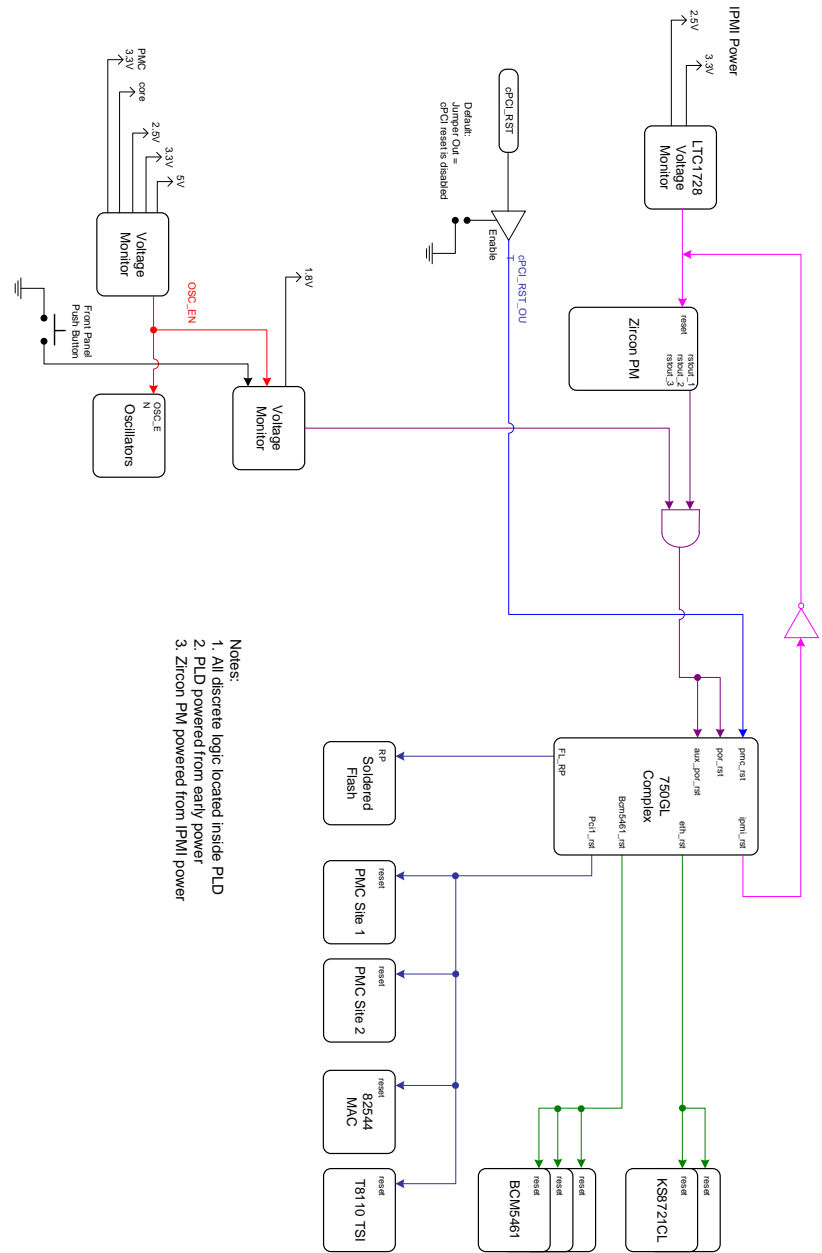 IPMI Power
2.5V
3.3V
LTC1728
Voltage
Monitor
reset
rstout_1
rstout_2
rstout_3
Zircon PM
cPCI_RST
Default:
Jumper Out =
cPCI reset is disabled
Enable
cPCI_RST_OU
T
PMC
3.3V
core
2.5V
3.3V
5V
Voltage
Monitor
OSC_EN
Front Panel
Push Button
1.8V
Voltage
Monitor
OSC_E
N
Oscillators
pmc_rst
por_rst
aux_por_rst
ipmi_rst
eth_rst
Bcm5461_rst
Pci1_rst
FL_RP
750GL
Complex
RP
Soldered
Flash
reset
PMC Site 1
reset
PMC Site 2
reset
82544
MAC
reset
T8110 TSI
reset
reset
reset
BCM5461
reset
reset
KS8721CL
Notes:
1. All discrete logic located inside PLD
2. PLD powered from early power
3. Zircon PM powered from IPMI power